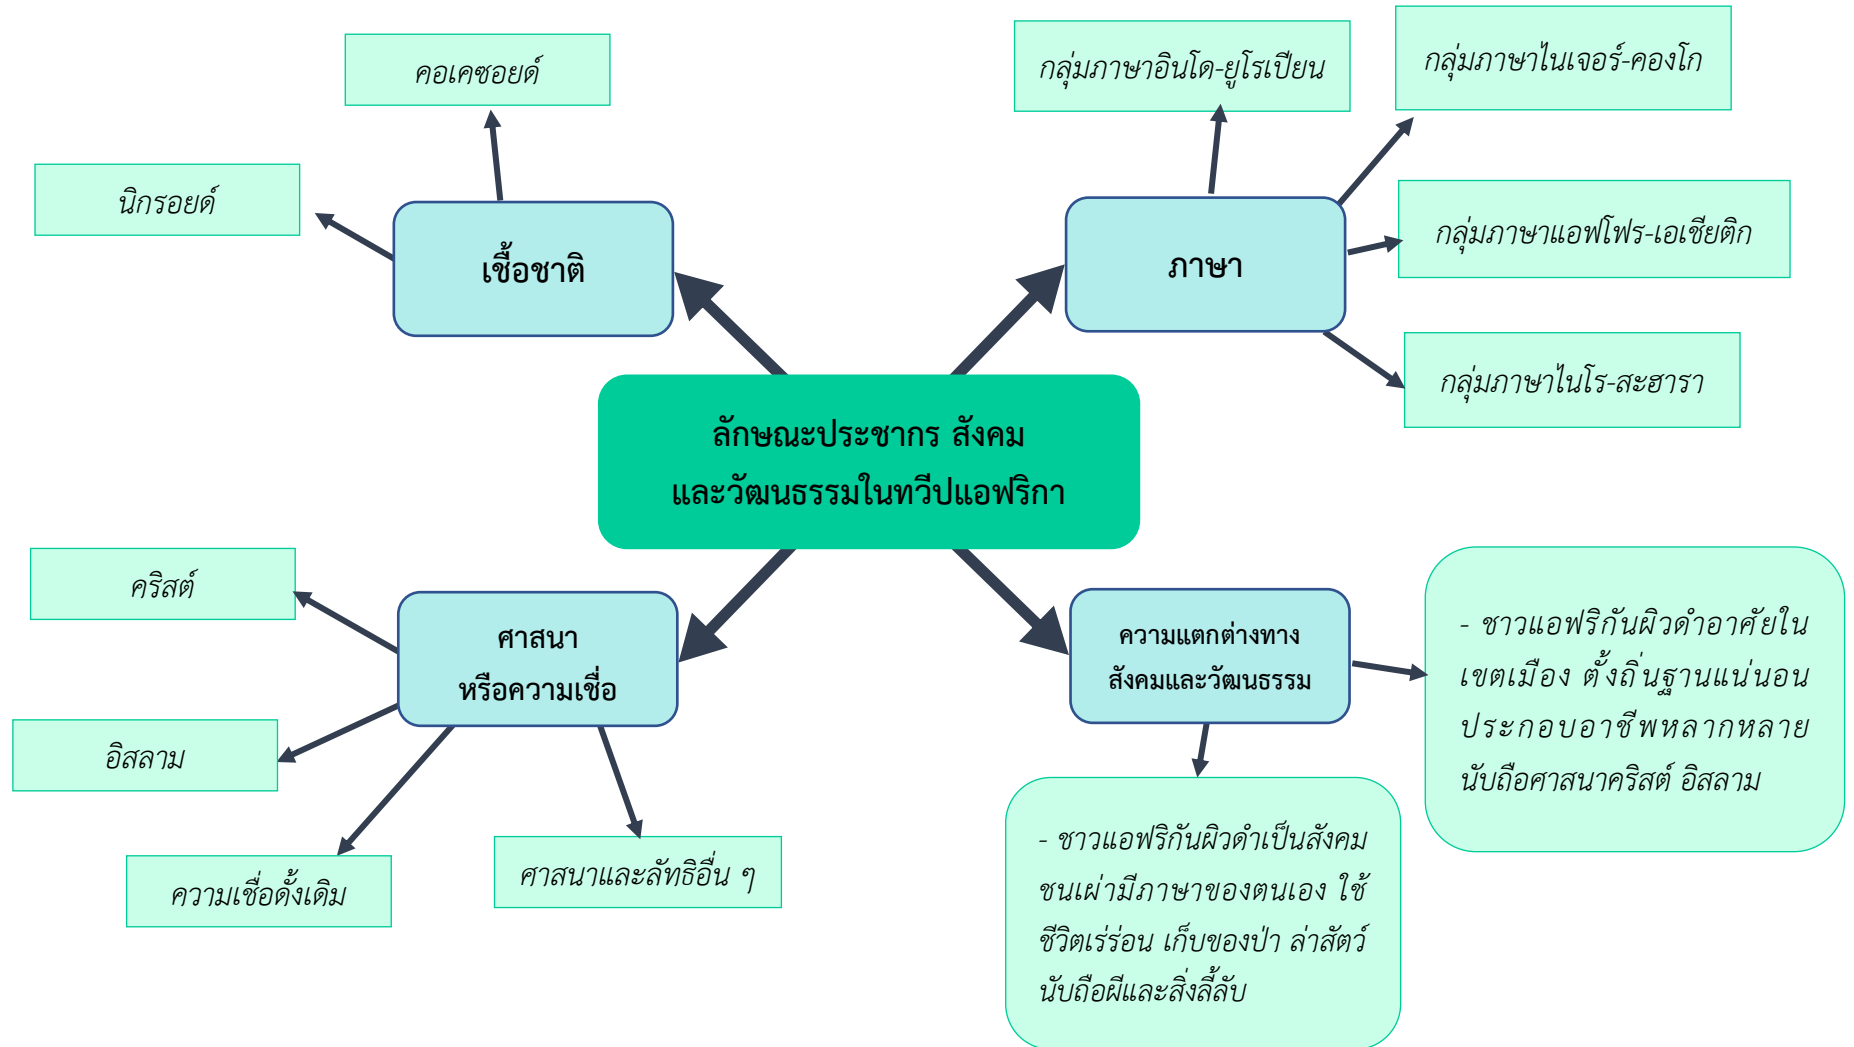 คอเคซอยด์
นิกรอยด์
เชื้อชาติ
กลุ่มภาษาอินโด-ยูโรเปียน
กลุ่มภาษาไนเจอร์-คองโก
กลุ่มภาษาแอฟโฟร-เอเชียติก
ภาษา
กลุ่มภาษาไนโร-สะฮารา
ลักษณะประชากร สังคม
และวัฒนธรรมในทวีปแอฟริกา
คริสต์
ศาสนา
หรือความเชื่อ
อิสลาม
ความเชื่อดั้งเดิม
ศาสนาและลัทธิอื่น ๆ
ความแตกต่างทาง
สังคมและวัฒนธรรม
- ชาวแอฟริกันผิวดำอาศัยใน
เขตเมือง ตั้งถิ่นฐานแน่นอน
ประกอบอาชีพหลากหลาย
นับถือศาสนาคริสต์ อิสลาม
- ชาวแอฟริกันผิวดำเป็นสังคม
ชนเผ่ามีภาษาของตนเอง ใช้
ชีวิตเร่ร่อน เก็บของป่า ล่าสัตว์
นับถือผีและสิ่งลี้ลับ